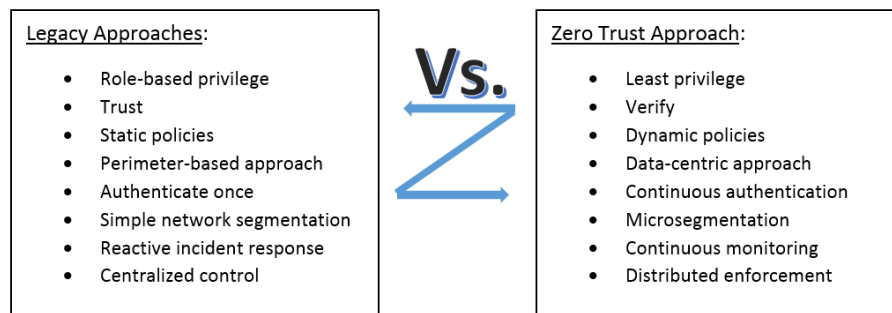 Legacy Approaches:
• Role-based privilege
• Trust
• Static policies
• Perimeter-based approach
• Authenticate once
• Simple network segmentation
• Reactive incident response
• Centralized control
Vs.
Zero Trust Approach:
• Least privilege
• Verify
• Dynamic policies
• Data-centric approach
• Continuous authentication
• Microsegmentation
• Continuous monitoring
• Distributed enforcement